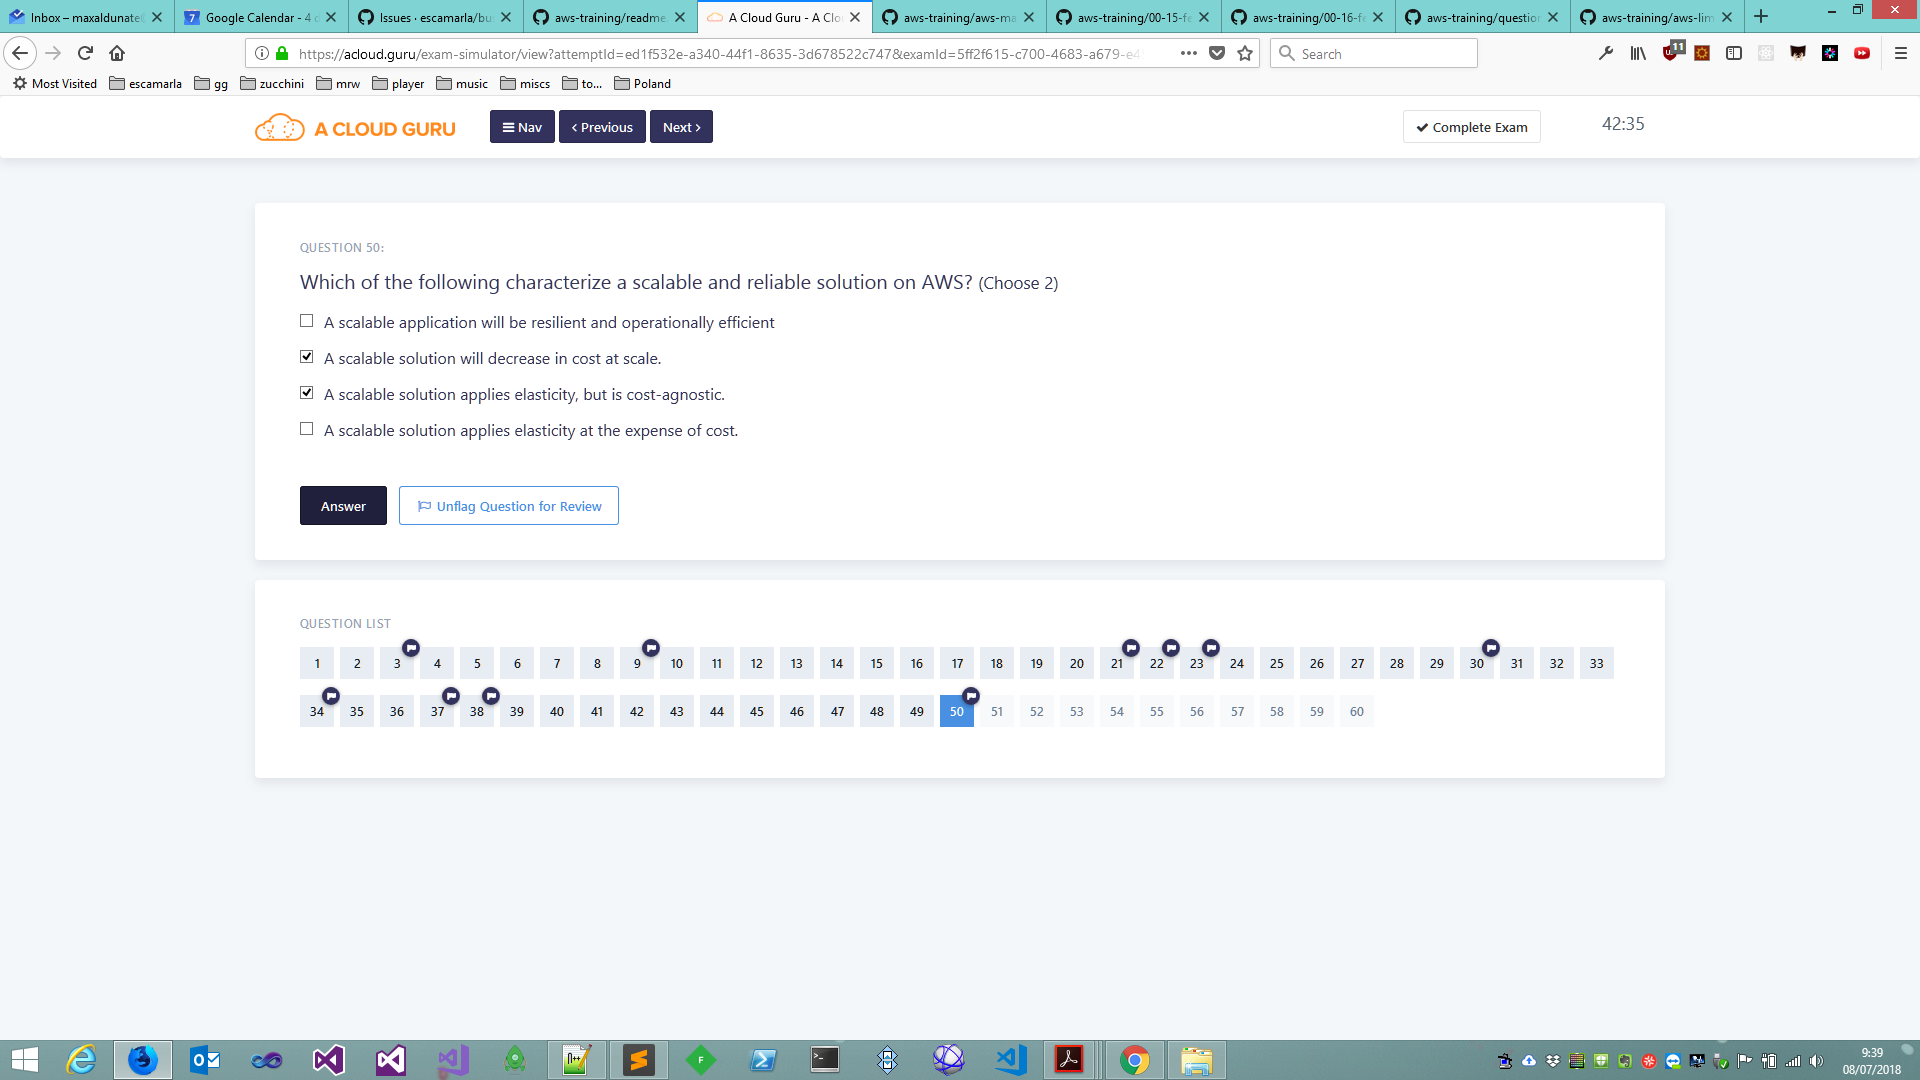 Inbox – maxaldunate
Google Calendar - 4
Issues · escamarla/bu
aws-training/readme.
A Cloud Guru - A Clo
aws-training/aws-ma
aws-training/00-15-fe
aws-training/00-16-fe
aws-training/question
aws-training/aws-lim
https://acloud.guru/exam-simulator/view?attemptId=ed1f532e-a340-44f1-8635-3d678522c747&examId=5ff2f615-c700-4683-a679-e4
Search
11
Most Visited escamarla gg zucchini mrw player music miscs to... Poland
A CLOUD GURU
Nav
Previous
Next
Complete Exam
42:35
QUESTION 50:
Which of the following characterize a scalable and reliable solution on AWS? (Choose 2)
A scalable application will be resilient and operationally efficient
A scalable solution will decrease in cost at scale.
A scalable solution applies elasticity, but is cost-agnostic.
A scalable solution applies elasticity at the expense of cost.
Answer
Unflag Question for Review
QUESTION LIST
1 2 3 4 5 6 7 8 9 10 11 12 13 14 15 16 17 18 19 20 21 22 23 24 25 26 27 28 29 30 31 32 33
34 35 36 37 38 39 40 41 42 43 44 45 46 47 48 49 50 51 52 53 54 55 56 57 58 59 60
9:39
08/07/2018